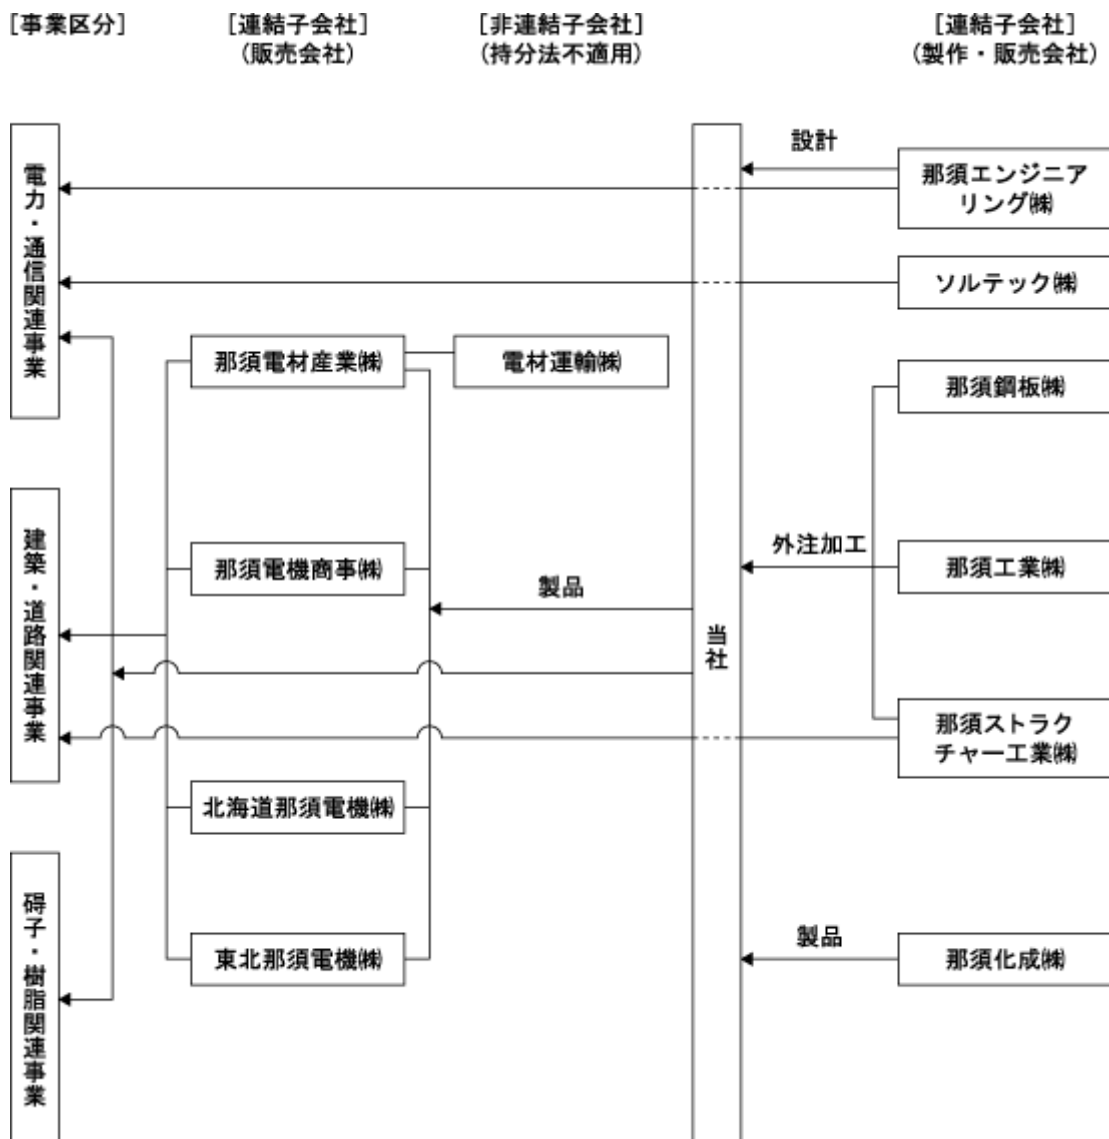 [事業区分]
[連結子会社]
(販売会社)
[非連結子会社]
(持分法不適用)
[連結子会社]
(製作・販売会社)
電力・通信関連事業
設計
那須エンジニア
リング㈱
ソルテック㈱
那須電材産業㈱
電材運輸㈱
那須鋼板㈱
建築・道路関連事業
那須電機商事㈱
製品
当社
外注加工
那須工業㈱
那須ストラク
チャー工業㈱
北海道那須電機㈱
碍子・樹脂関連事業
東北那須電機㈱
製品
那須化成㈱